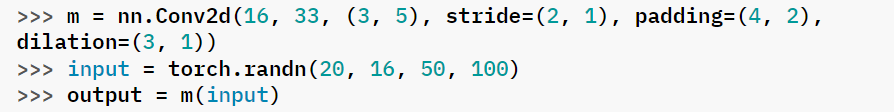 >>> m = nn.Conv2d(16, 33, (3, 5), stride=(2, 1), padding=(4, 2),
dilation=(3, 1))
>>> input = torch.randn(20, 16, 50, 100)
>>> output = m(input)